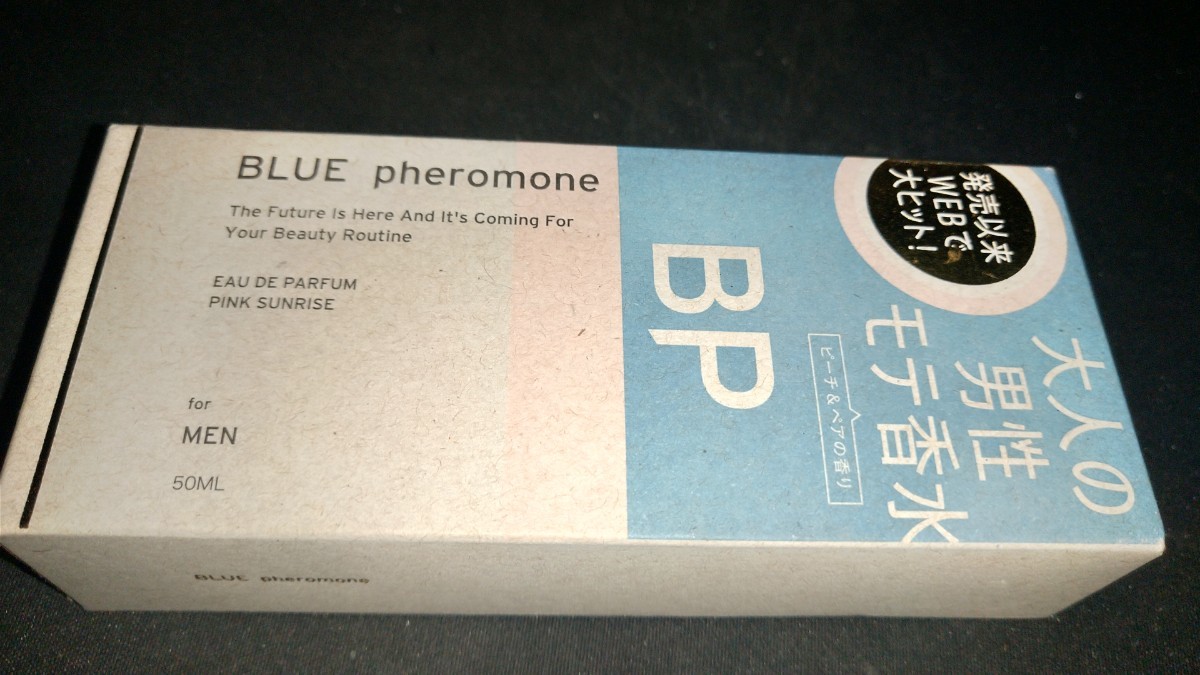 BLUE pheromone
The Future Is Here And It's Coming For
Your Beauty Routine
EAU DE PARFUM
PINK SUNRISE
for
MEN
50ML
BP
発売以来
WEBで
大ヒット!
大人の
男性
モテ香水
ピーチ&ペアの香り
BLUE pheromone